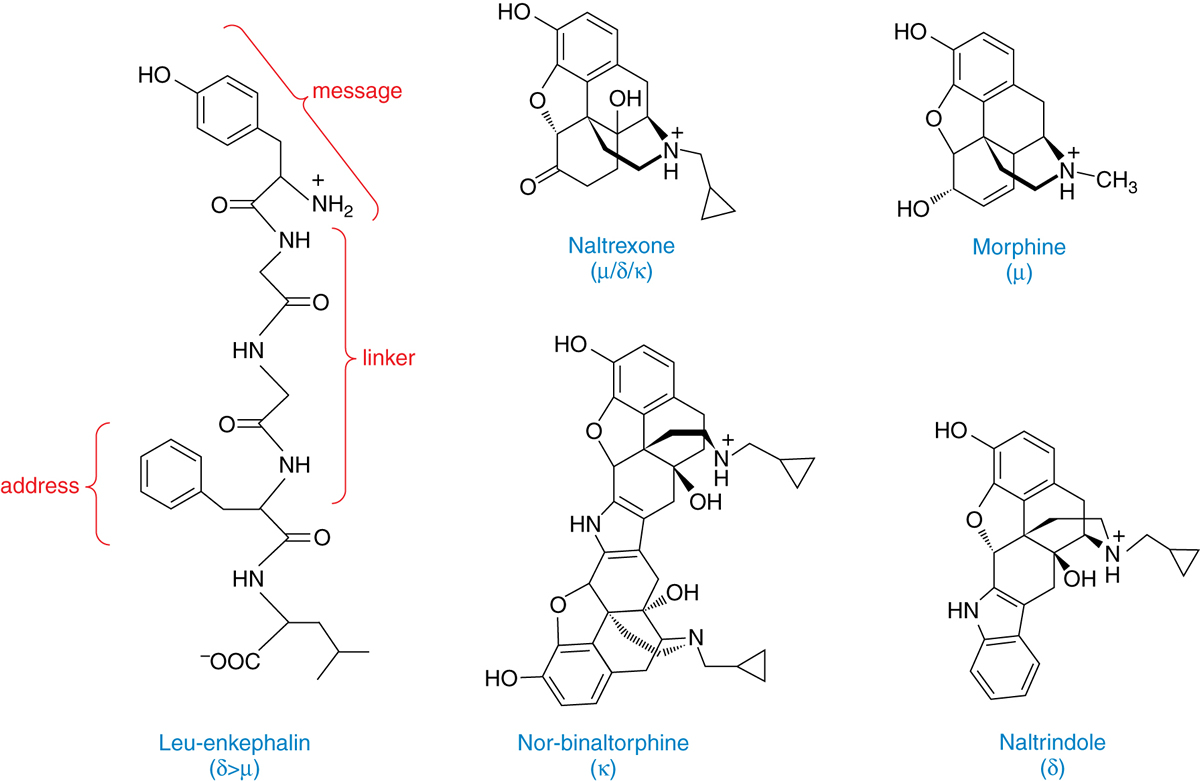 HO
message
+
NH2
O
NH
O
HN
linker
O
NH
address
O
HN
–OOC
Leu-enkephalin
(δ>μ)
HO
O
OH
+
N
H
O
Naltrexone
(μ/δ/κ)
HO
O
+
N
H
CH3
HO
Morphine
(μ)
HO
O
+
N
H
OH
HN
O
OH
N
HO
Nor-binaltorphine
(κ)
HO
O
+
N
H
OH
HN
Naltrindole
(δ)